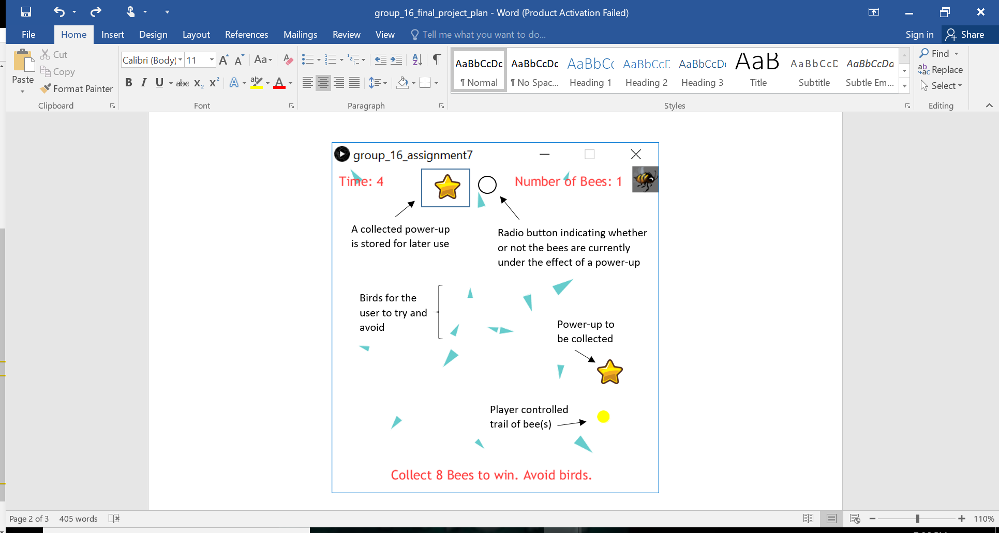 group_16_final_project_plan - Word (Product Activation Failed)
File Home Insert Design Layout References Mailings Review View Tell me what you want to do... Sign in Share
Paste
Cut
Copy
Format Painter
Clipboard
Calibri (Body) 11
Font
Paragraph
AaBbCcDc AaBbCcDc AaBbCc AaBbCcD AaBbCcDc AaB AaBbCcD AaBbCcDa
¶ Normal ¶ No Spac... Heading 1 Heading 2 Heading 3 Title Subtitle Subtle Em...
Styles
Find
Replace
Select
Editing
group_16_assignment7
Time: 4
Number of Bees: 1
A collected power-up
is stored for later use
Radio button indicating whether
or not the bees are currently
under the effect of a power-up
Birds for the
user to try and
avoid
Power-up to
be collected
Player controlled
trail of bee(s)
Collect 8 Bees to win. Avoid birds.
Page 2 of 3 405 words 110%